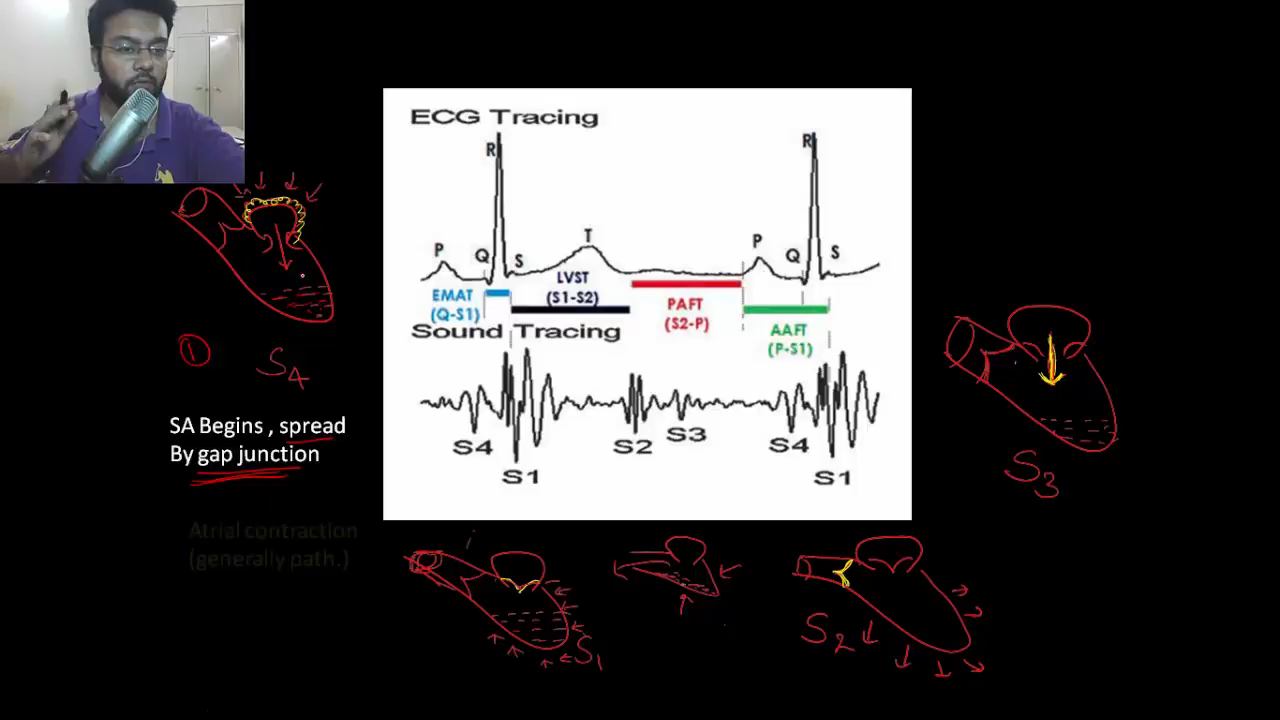 ECG Tracing
R
R
P
Q
S
T
P
Q
S
EMAT
(Q-S1)
LVST
(S1-S2)
PAFT
(S2-P)
AAFT
(P-S1)
Sound Tracing
S4
S1
S2
S3
S4
S1
1
S4
SA Begins , spread
By gap junction
Atrial contraction
(generally path.)
S1
S2
S3